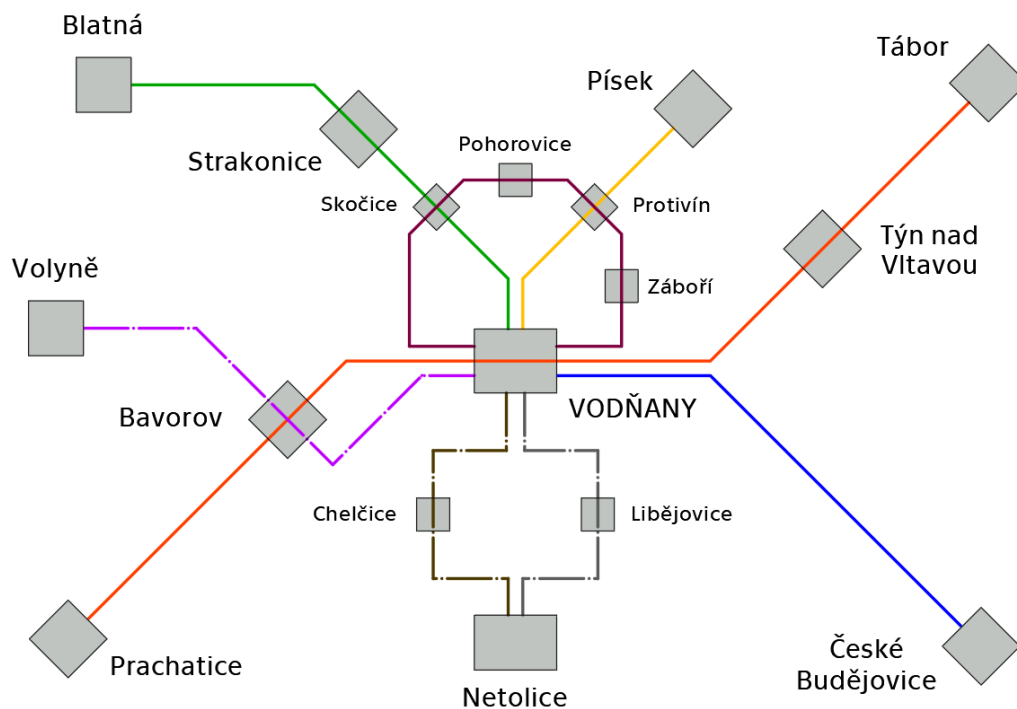 Blatná
Tábor
Písek
Pohorovice
Strakonice
Skočice
Protivín
Týn nad
Vltavou
Volyně
Záboří
VODŇANY
Bavorov
Chelčice
Libějovice
České
Budějovice
Prachatice
Netolice